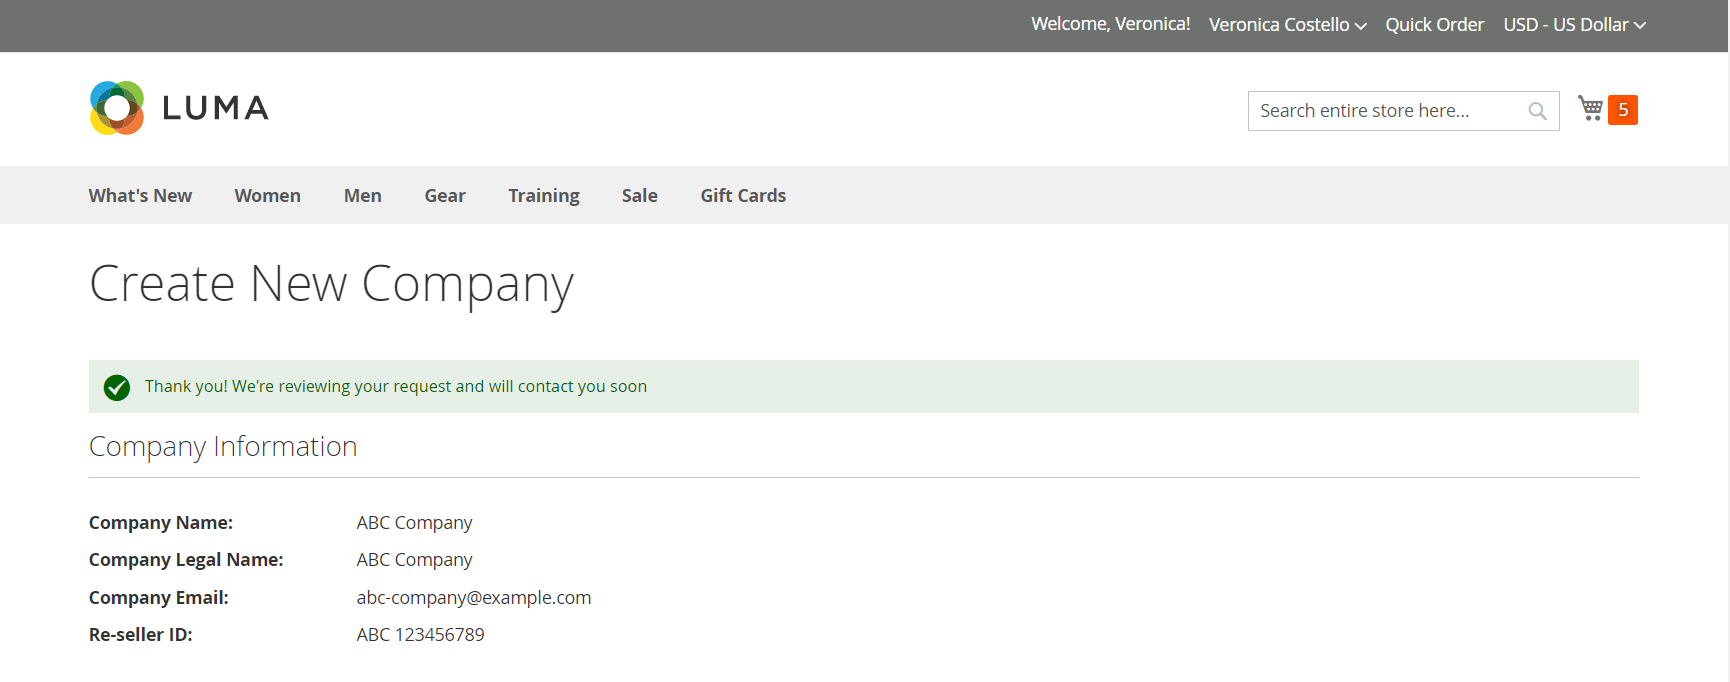 Welcome, Veronica! Veronica Costello Quick Order USD - US Dollar
LUMA
Search entire store here...
5
What's New Women Men Gear Training Sale Gift Cards
Create New Company
Thank you! We're reviewing your request and will contact you soon
Company Information
Company Name: ABC Company
Company Legal Name: ABC Company
Company Email: abc-company@example.com
Re-seller ID: ABC 123456789